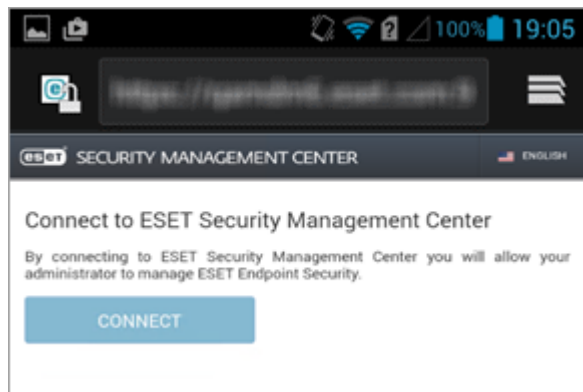 100% 19:05
eset SECURITY MANAGEMENT CENTER ENGLISH
Connect to ESET Security Management Center
By connecting to ESET Security Management Center you will allow your
administrator to manage ESET Endpoint Security.
CONNECT